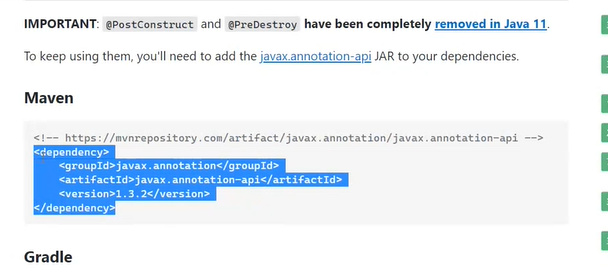 IMPORTANT: @PostConstruct and @PreDestroy have been completely removed in Java 11.
To keep using them, you'll need to add the javax.annotation-api JAR to your dependencies.
Maven
<!-- https://mvnrepository.com/artifact/javax.annotation/javax.annotation-api -->
<dependency>
    <groupId>javax.annotation</groupId>
    <artifactId>javax.annotation-api</artifactId>
    <version>1.3.2</version>
</dependency>
Gradle